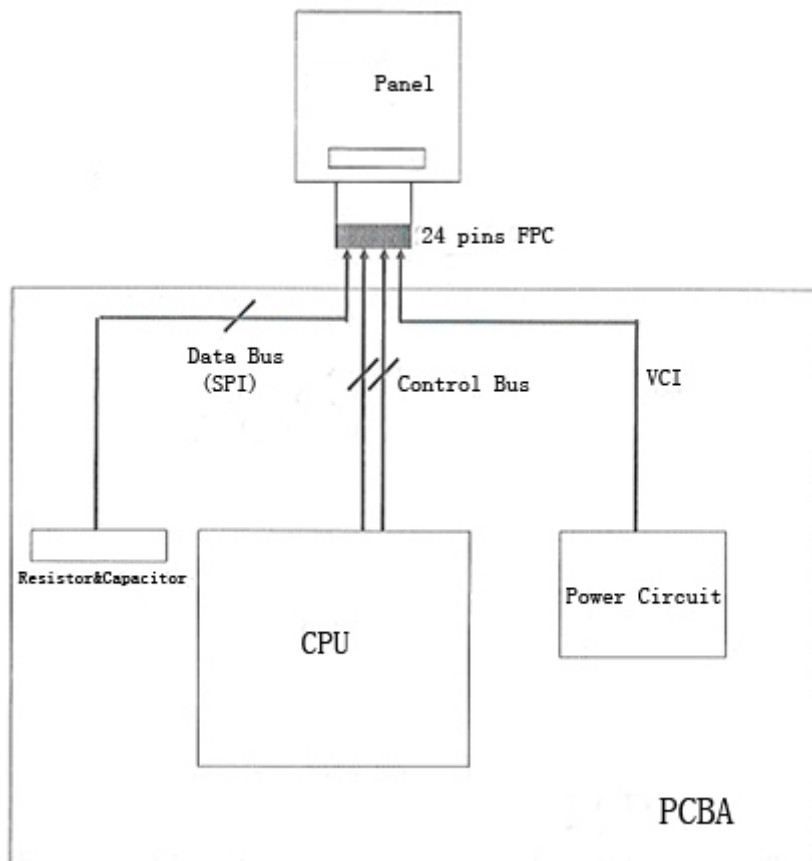 Panel
24 pins FPC
Data Bus
(SPI)
Control Bus
VCI
Resistor&Capacitor
CPU
Power Circuit
PCBA